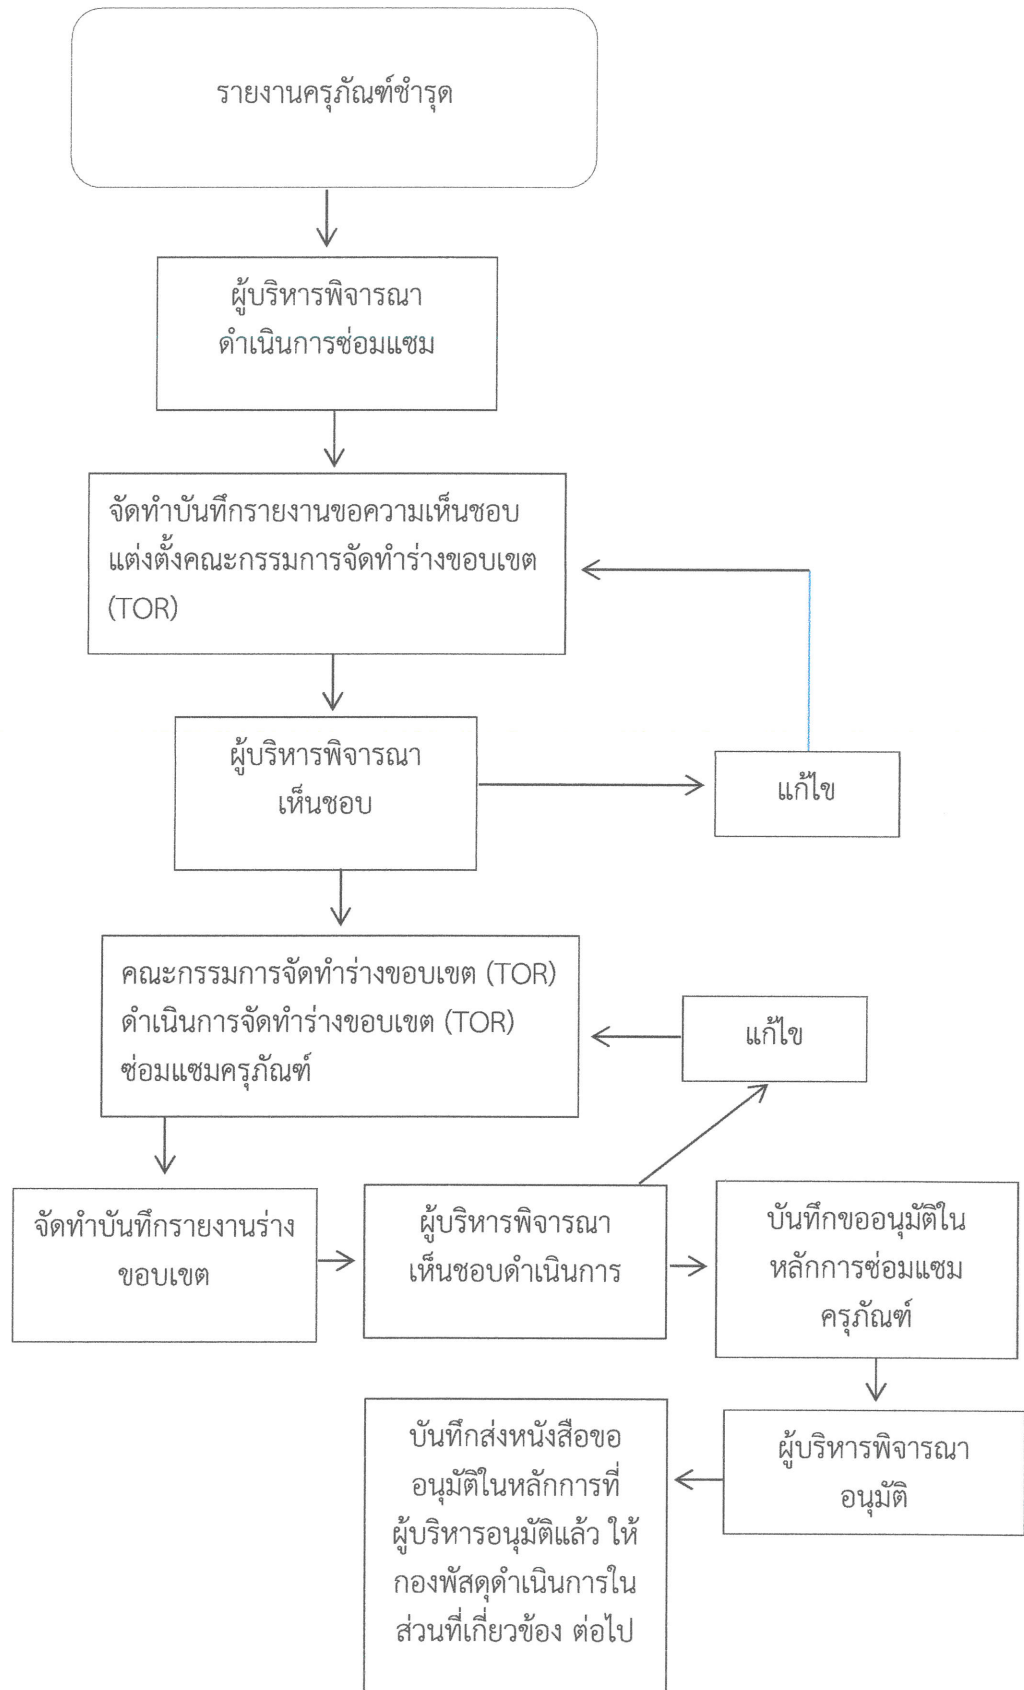 รายงานครุภัณฑ์ชำรุด
ผู้บริหารพิจารณา
ดำเนินการซ่อมแซม
จัดทำบันทึกรายงานขอความเห็นชอบ
แต่งตั้งคณะกรรมการจัดทำร่างขอบเขต
(TOR)
ผู้บริหารพิจารณา
เห็นชอบ
แก้ไข
คณะกรรมการจัดทำร่างขอบเขต (TOR)
ดำเนินการจัดทำร่างขอบเขต (TOR)
ซ่อมแซมครุภัณฑ์
แก้ไข
จัดทำบันทึกรายงานร่าง
ขอบเขต
ผู้บริหารพิจารณา
เห็นชอบดำเนินการ
บันทึกขออนุมัติใน
หลักการซ่อมแซม
ครุภัณฑ์
ผู้บริหารพิจารณา
อนุมัติ
บันทึกส่งหนังสือขอ
อนุมัติในหลักการที่
ผู้บริหารอนุมัติแล้ว ให้
กองพัสดุดำเนินการใน
ส่วนที่เกี่ยวข้อง ต่อไป